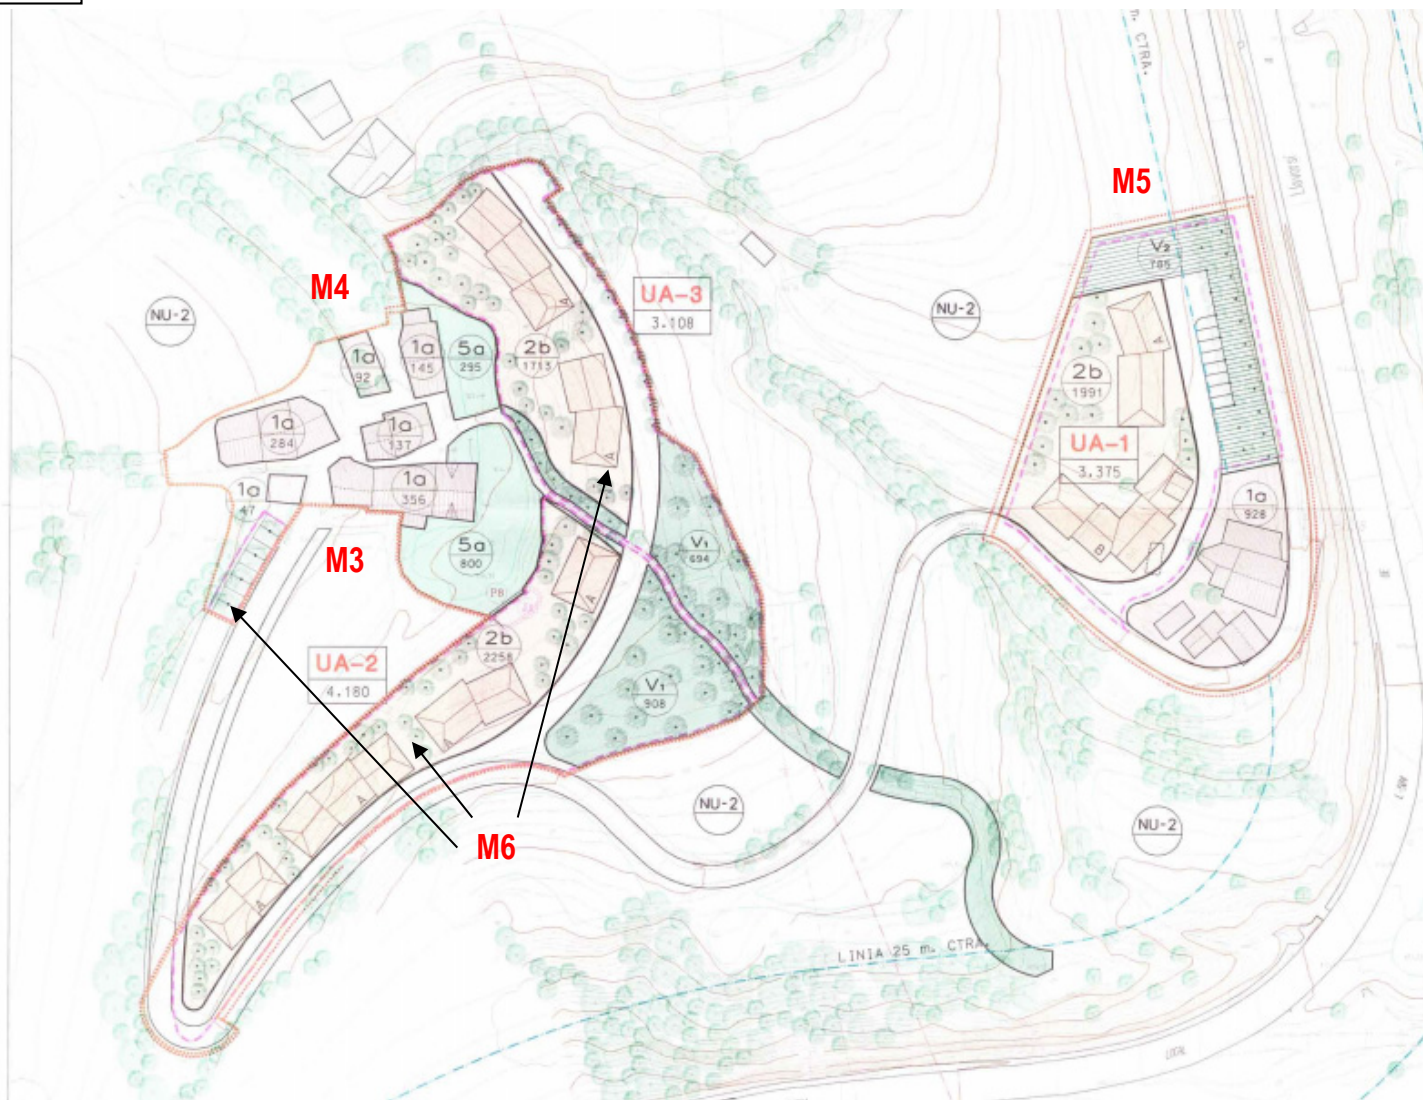 m. CTRA.
M5
V2
785
M4
UA-3
3.108
NU-2
NU-2
1a
92
1a
145
5a
295
2b
1713
A
A
2b
1991
UA-1
3.375
1a
284
1a
137
1a
47
1a
356
A
1a
928
B
M3
5a
800
V1
694
PB
A
2b
2258
UA-2
4.180
V1
908
A
NU-2
NU-2
M6
A
A
LINIA 25 m. CTRA.